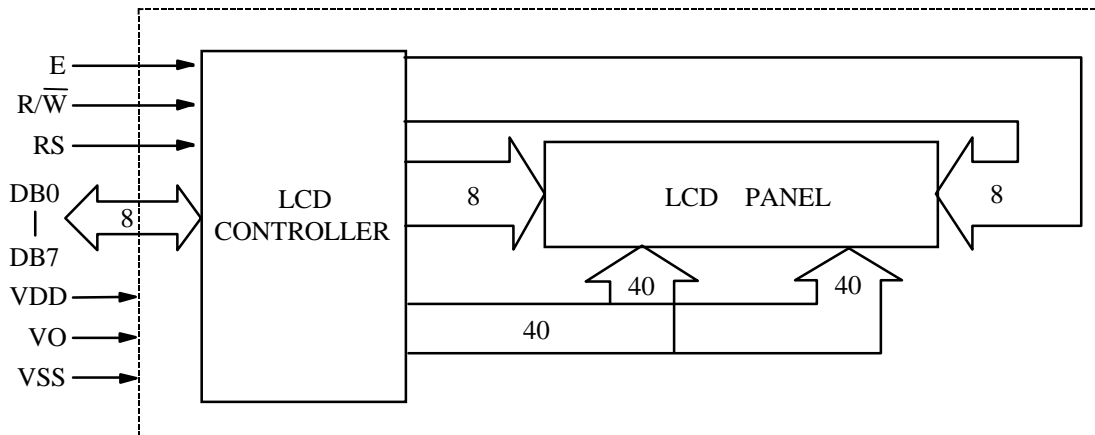 E
R/W̅
RS
DB0
DB7
8
VDD
VO
VSS
LCD
CONTROLLER
8
LCD PANEL
8
40
40
40